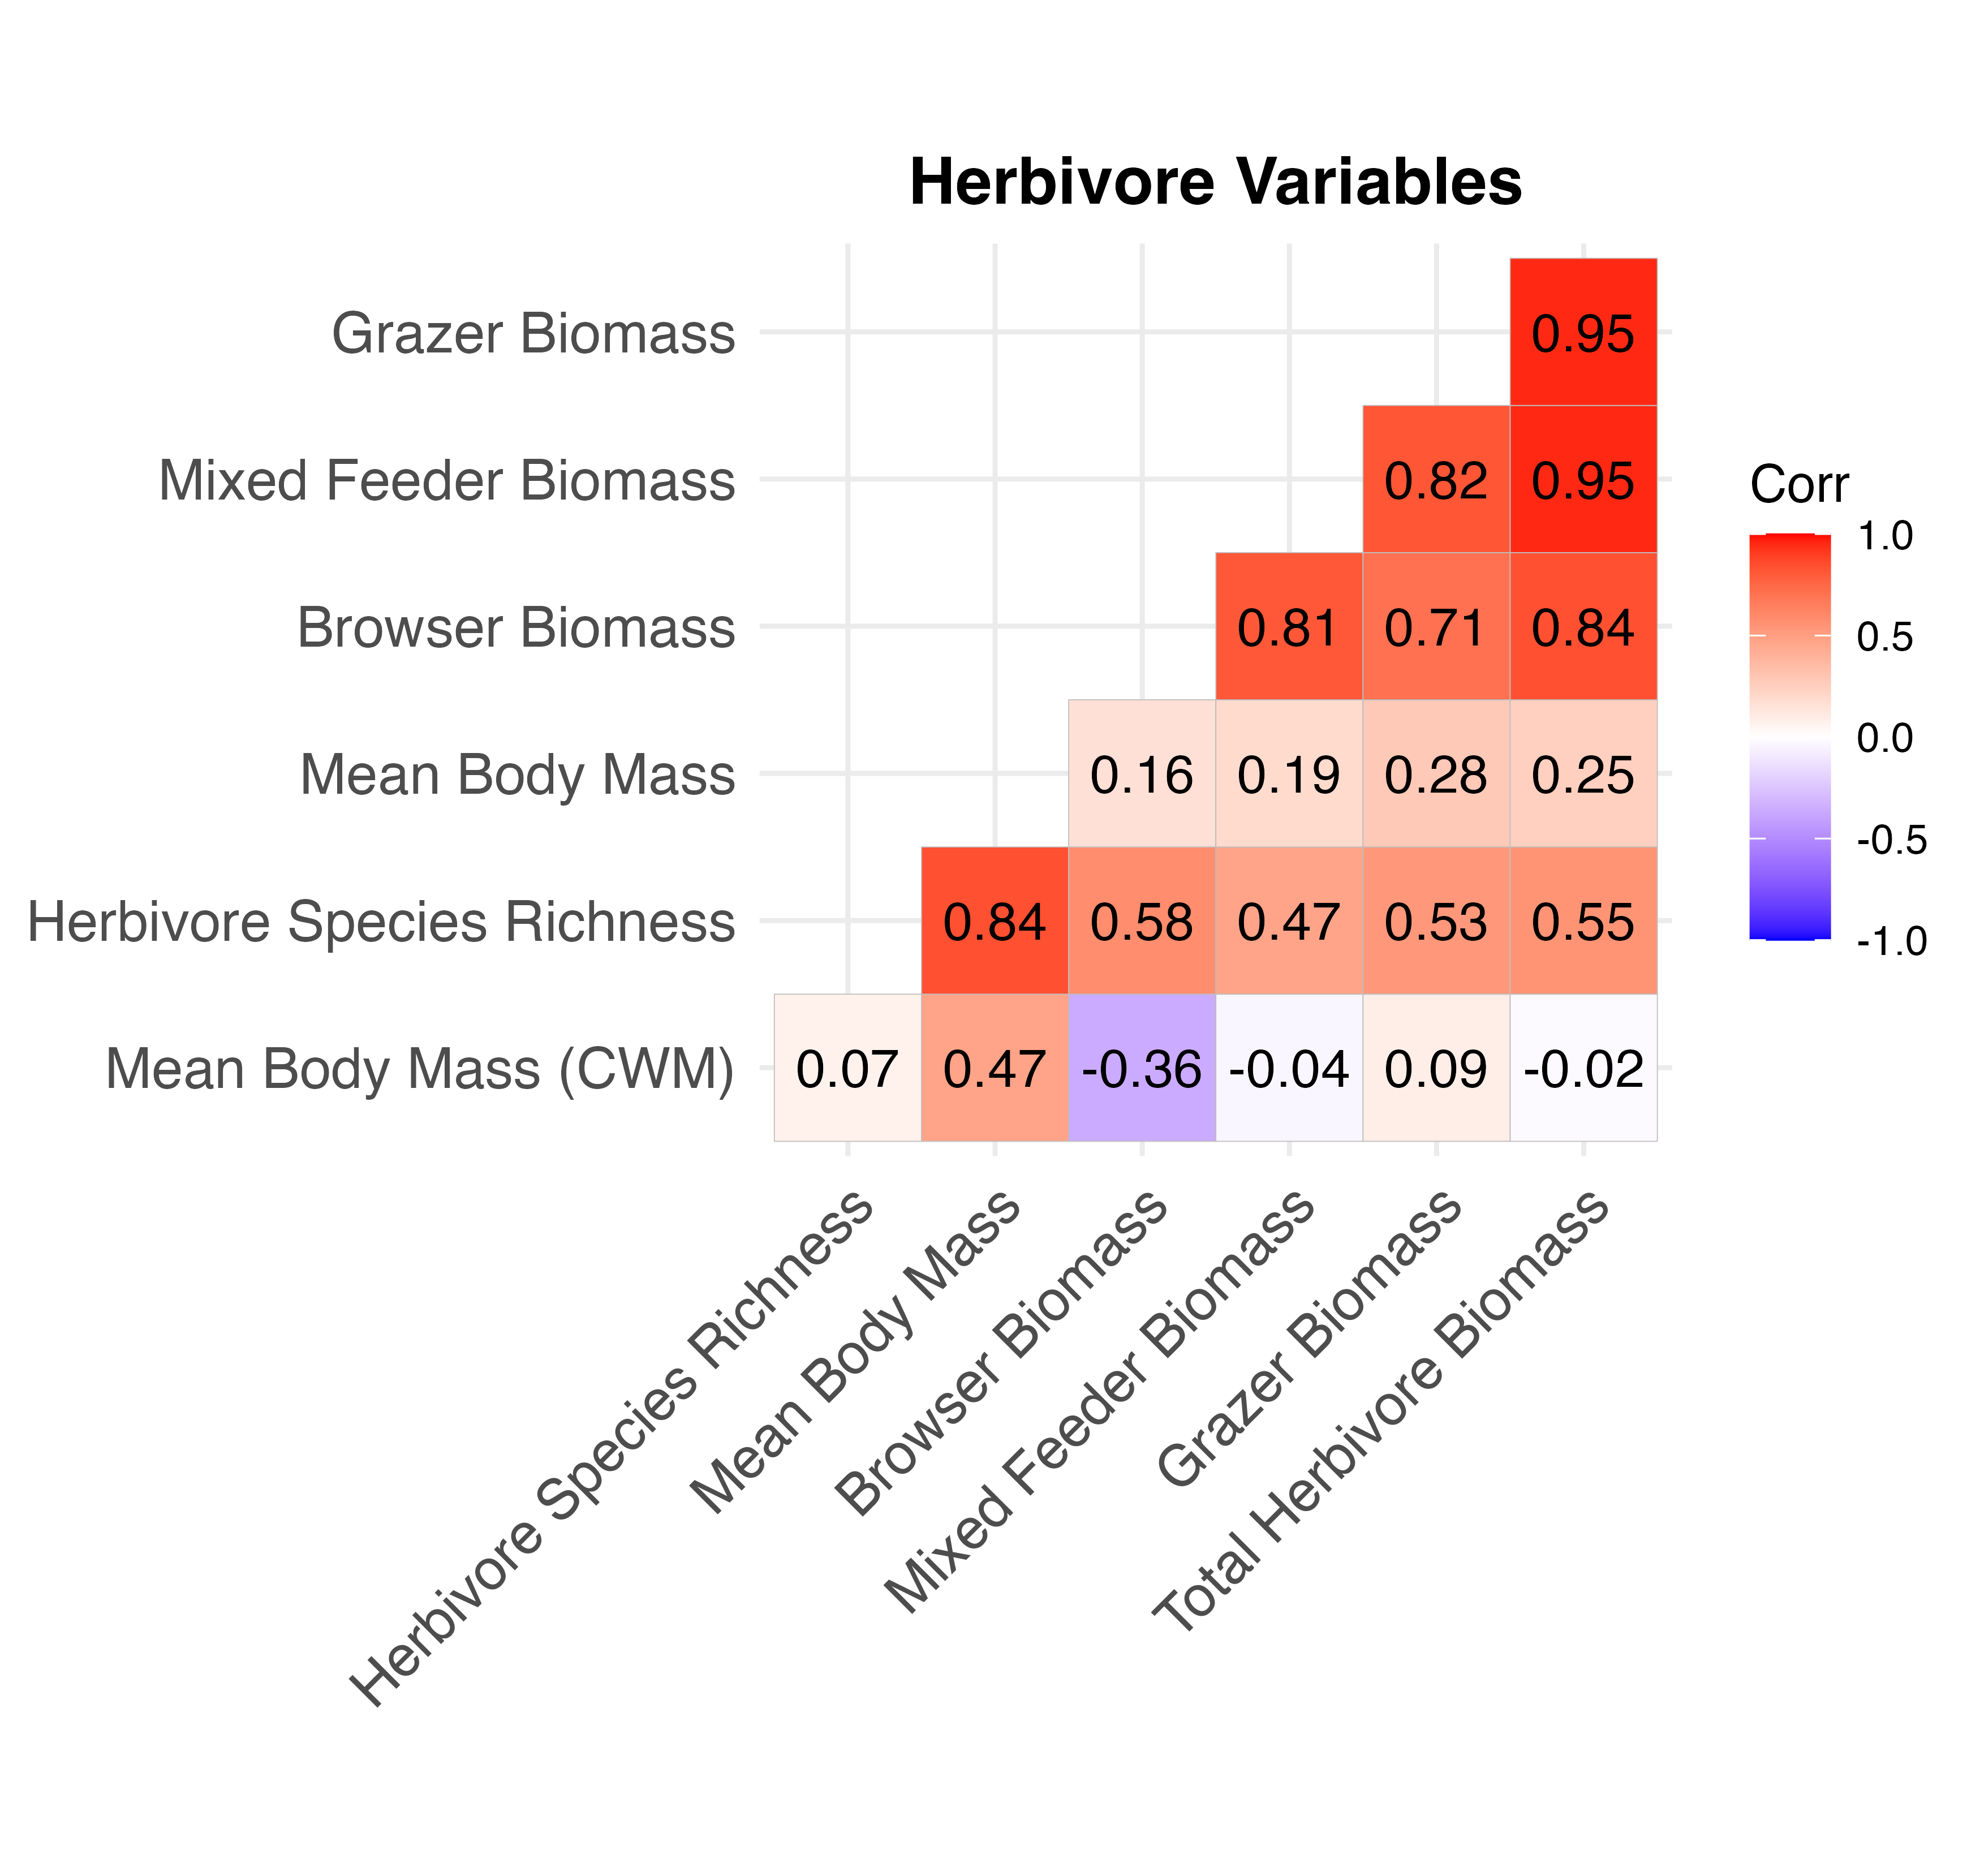 Herbivore Variables
Grazer Biomass
0.95
Mixed Feeder Biomass
0.82 0.95
Browser Biomass
0.81 0.71 0.84
Mean Body Mass
0.16 0.19 0.28 0.25
Herbivore Species Richness
0.84 0.58 0.47 0.53 0.55
Mean Body Mass (CWM)
0.07 0.47 -0.36 -0.04 0.09 -0.02
Herbivore Species Richness
Mean Body Mass
Browser Biomass
Mixed Feeder Biomass
Grazer Biomass
Total Herbivore Biomass
Corr
1.0
0.5
0.0
-0.5
-1.0